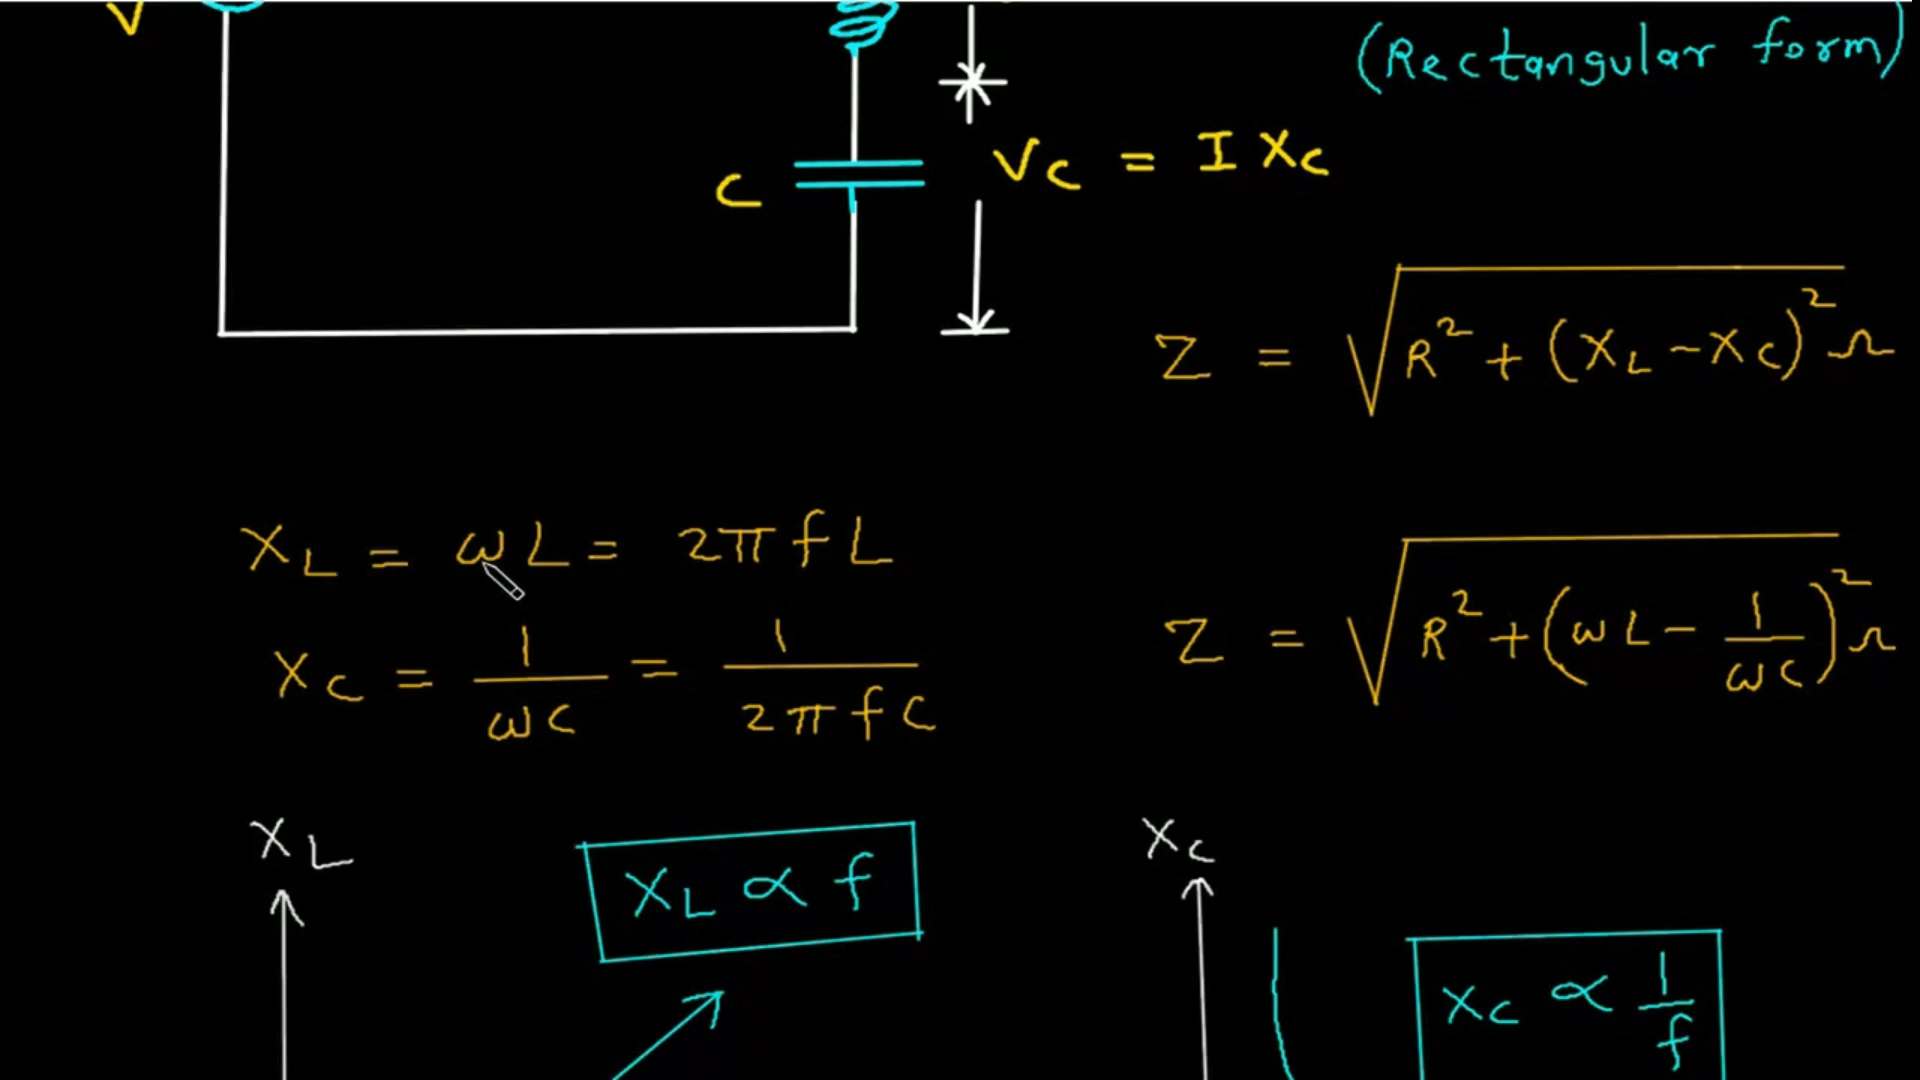 V
(Rectangular form)
C
Vc = I Xc
Z = √R² + (XL - Xc)² Ω
XL = ωL = 2πfL
Xc = 1/ωC = 1/2πfC
Z = √R² + (ωL - 1/ωC)² Ω
XL
XL ∝ f
Xc
Xc ∝ 1/f